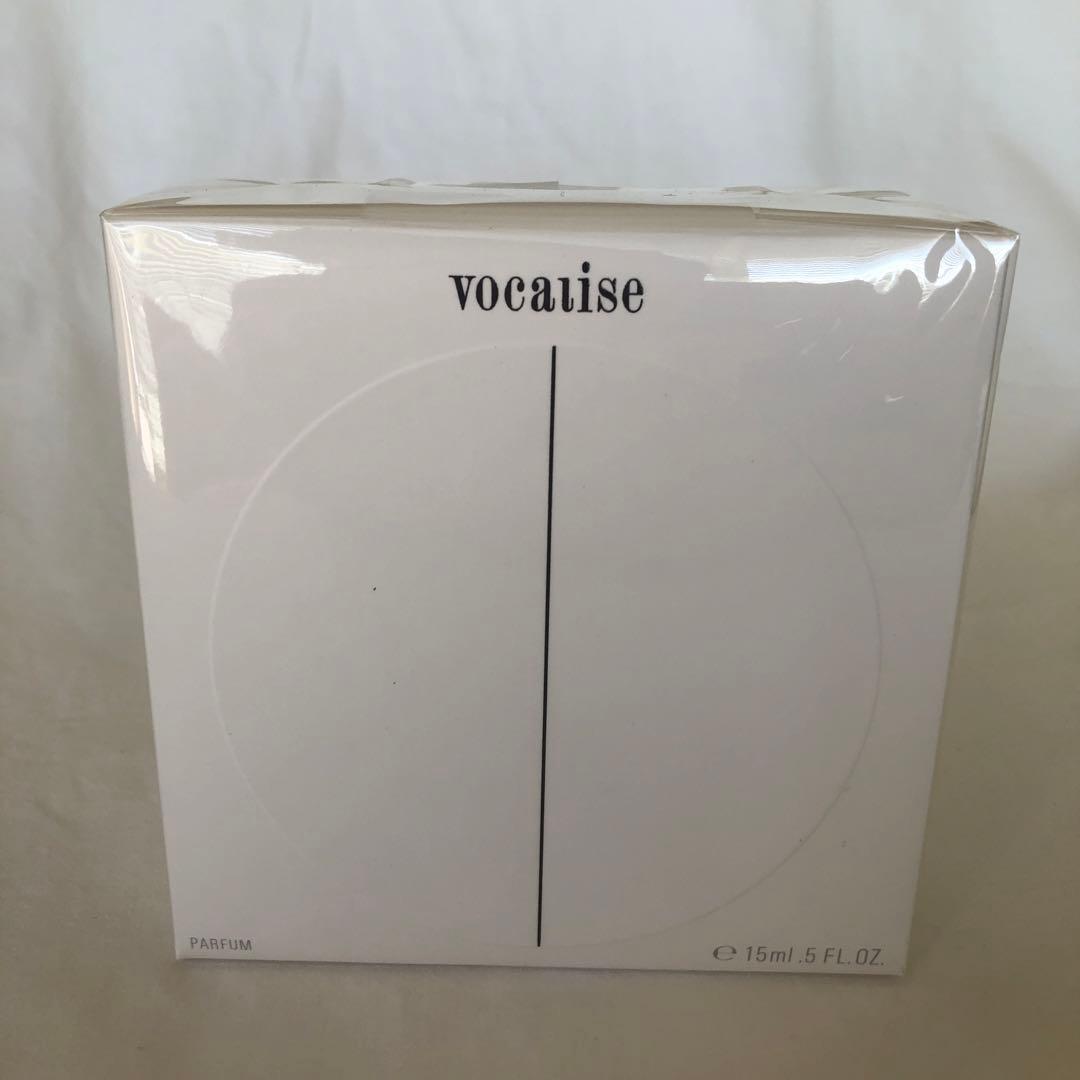 vocalise
PARFUM
℮ 15ml .5 FL. OZ.